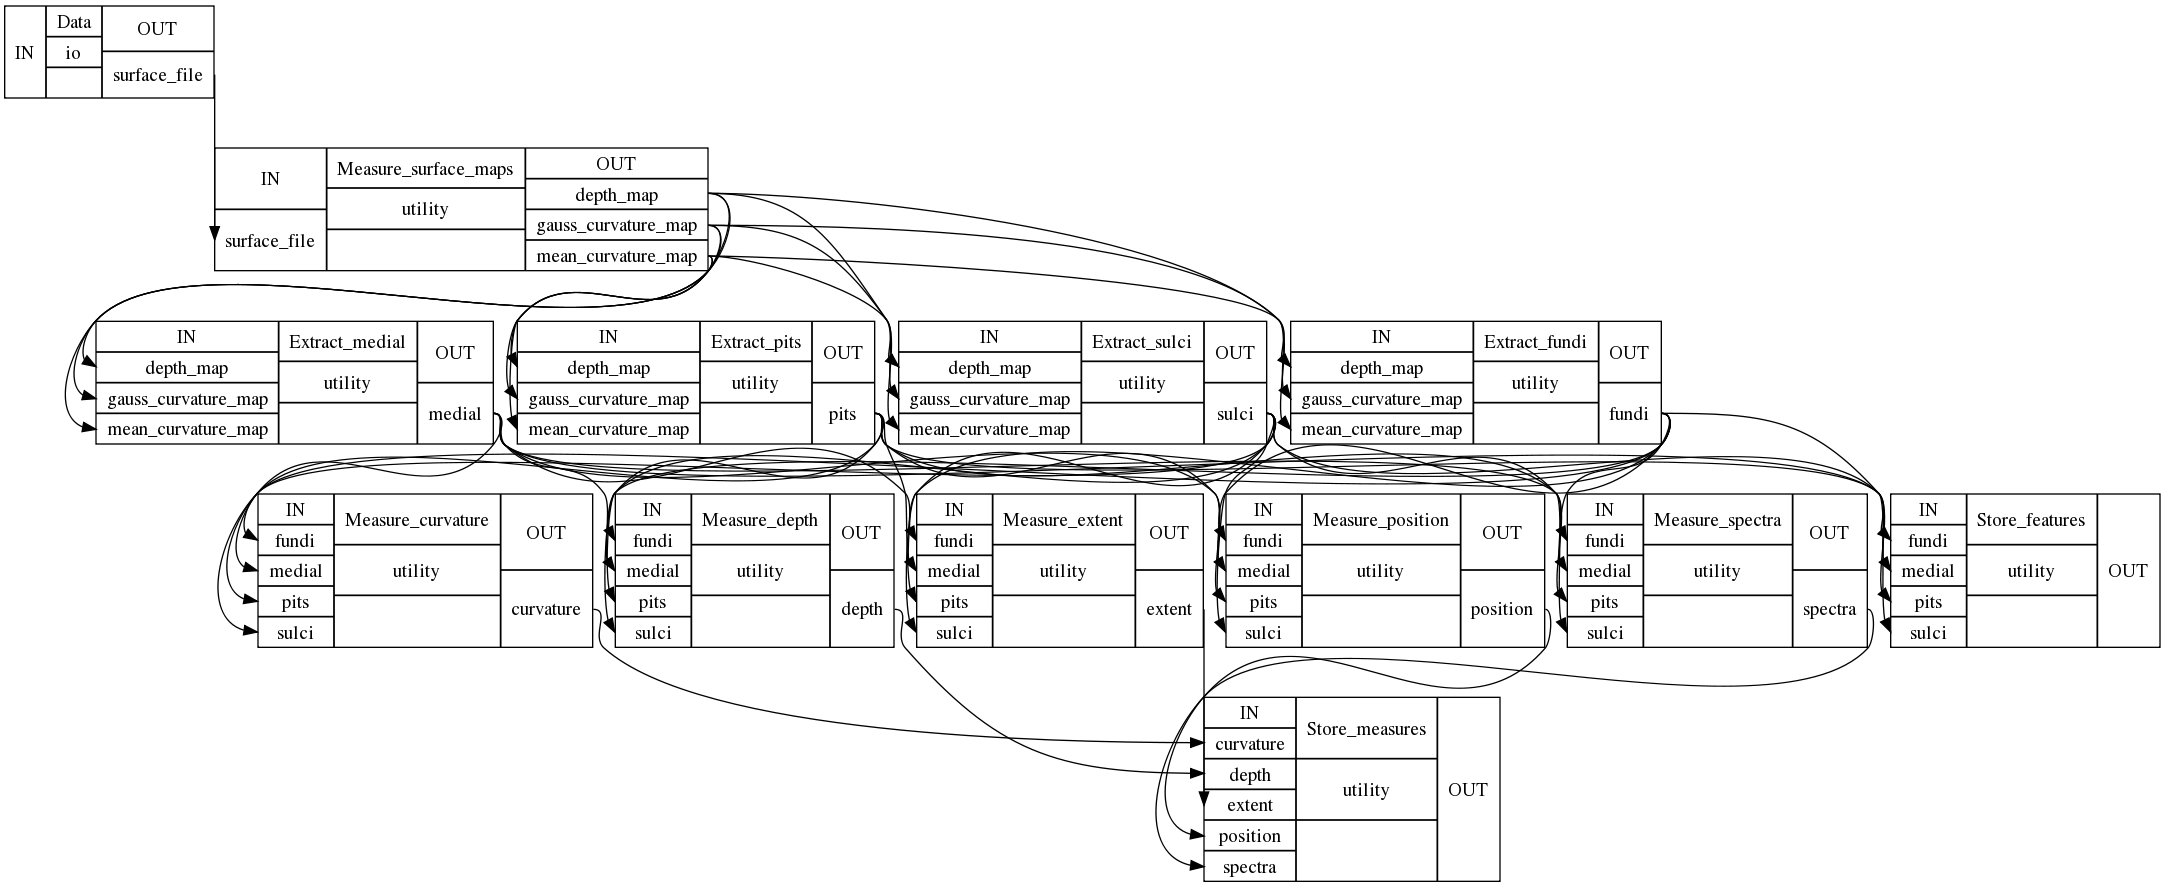 IN
Data
io
OUT
surface_file
IN
surface_file
Measure_surface_maps
utility
OUT
depth_map
gauss_curvature_map
mean_curvature_map
IN
depth_map
gauss_curvature_map
mean_curvature_map
Extract_medial
utility
OUT
medial
IN
depth_map
gauss_curvature_map
mean_curvature_map
Extract_pits
utility
OUT
pits
IN
depth_map
gauss_curvature_map
mean_curvature_map
Extract_sulci
utility
OUT
sulci
IN
depth_map
gauss_curvature_map
mean_curvature_map
Extract_fundi
utility
OUT
fundi
IN
fundi
medial
pits
sulci
Measure_curvature
utility
OUT
curvature
IN
fundi
medial
pits
sulci
Measure_depth
utility
OUT
depth
IN
fundi
medial
pits
sulci
Measure_extent
utility
OUT
extent
IN
fundi
medial
pits
sulci
Measure_position
utility
OUT
position
IN
fundi
medial
pits
sulci
Measure_spectra
utility
OUT
spectra
IN
fundi
medial
pits
sulci
Store_features
utility
OUT
IN
curvature
depth
extent
position
spectra
Store_measures
utility
OUT